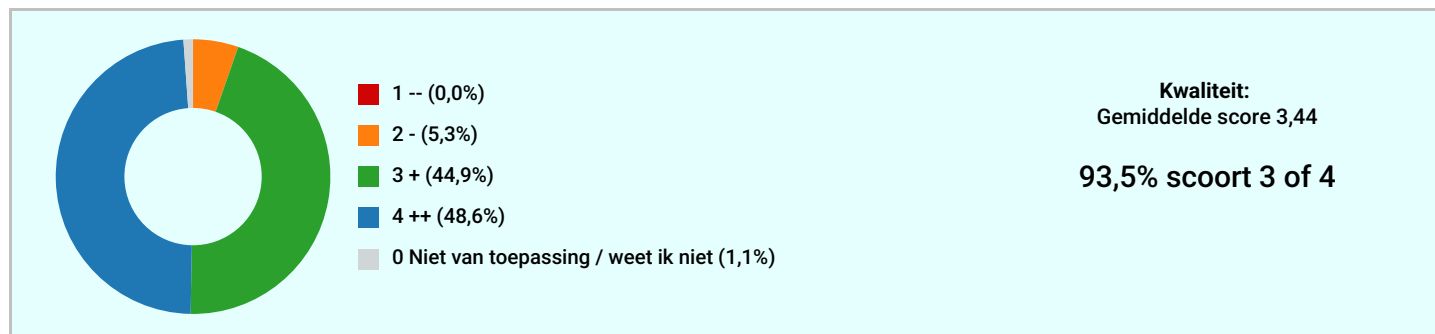 1 -- (0,0%)
2 - (5,3%)
3 + (44,9%)
4 ++ (48,6%)
0 Niet van toepassing / weet ik niet (1,1%)
Kwaliteit:
Gemiddelde score 3,44
93,5% scoort 3 of 4